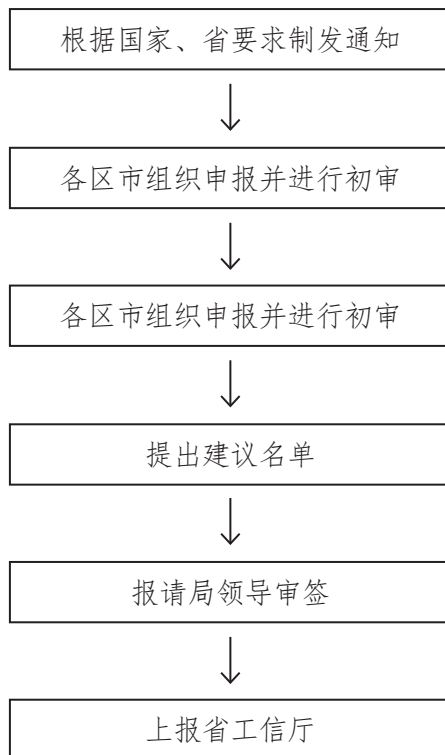 根据国家、省要求制发通知
各区市组织申报并进行初审
各区市组织申报并进行初审
提出建议名单
报请局领导审签
上报省工信厅